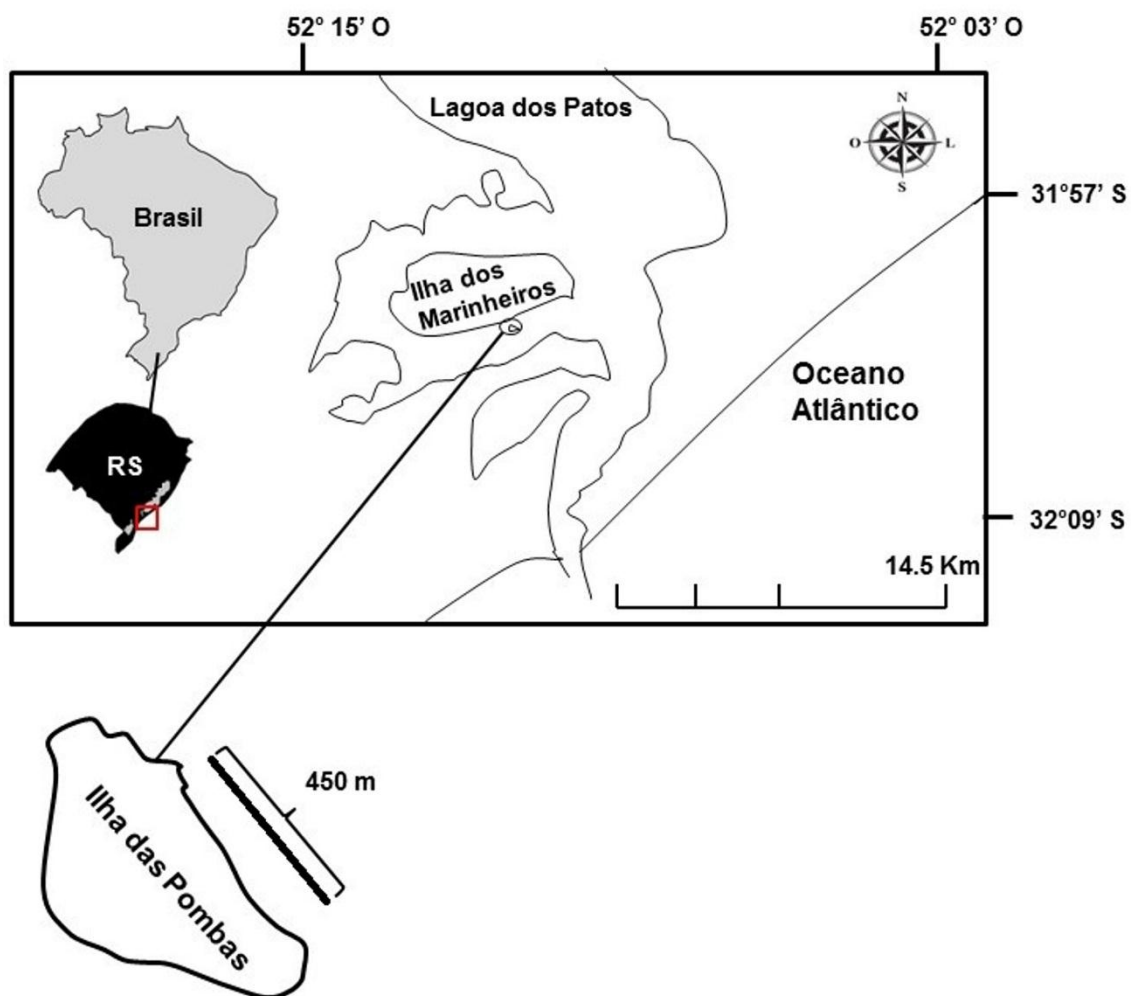 52° 15’ O
52° 03’ O
Lagoa dos Patos
N
O
L
S
31°57’ S
Brasil
Ilha dos
Marinheiros
Oceano
Atlântico
RS
32°09’ S
14.5 Km
450 m
Ilha das Pombas